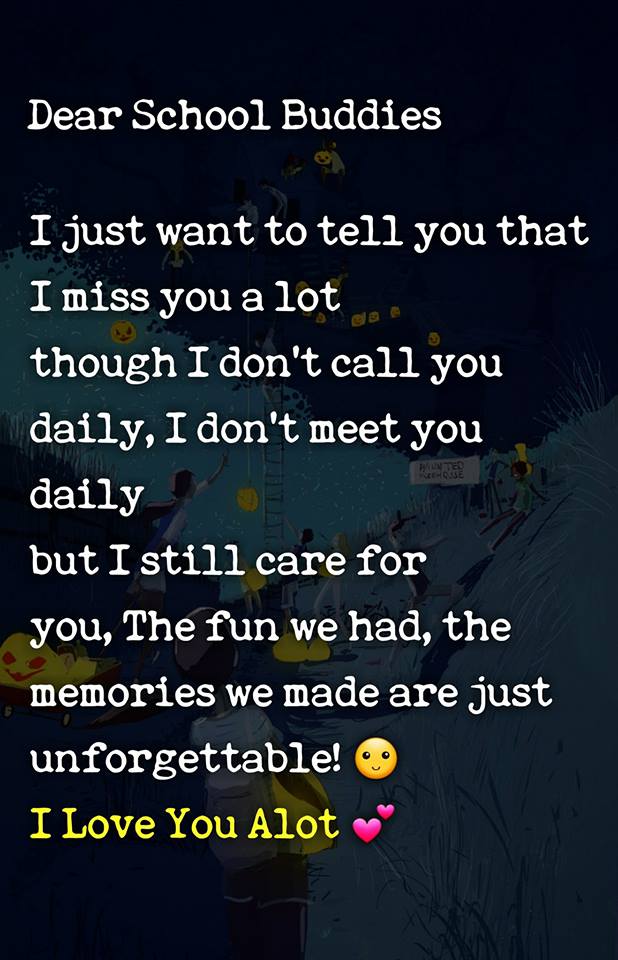 Dear School Buddies
I just want to tell you that
I miss you a lot
though I don't call you
daily, I don't meet you
daily
but I still care for
you, The fun we had, the
memories we made are just
unforgettable! 🙂
I Love You Alot 💕